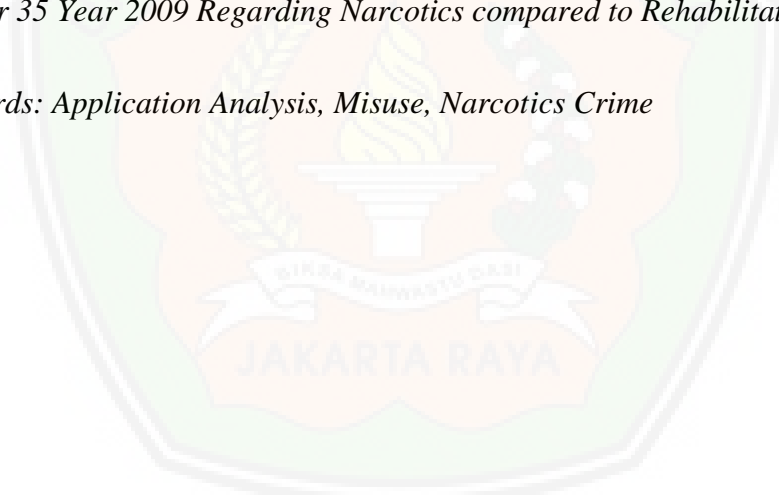 r 35 Year 2009 Regarding Narcotics compared to Rehabilitat
rds: Application Analysis, Misuse, Narcotics Crime
JAKARTA RAYA